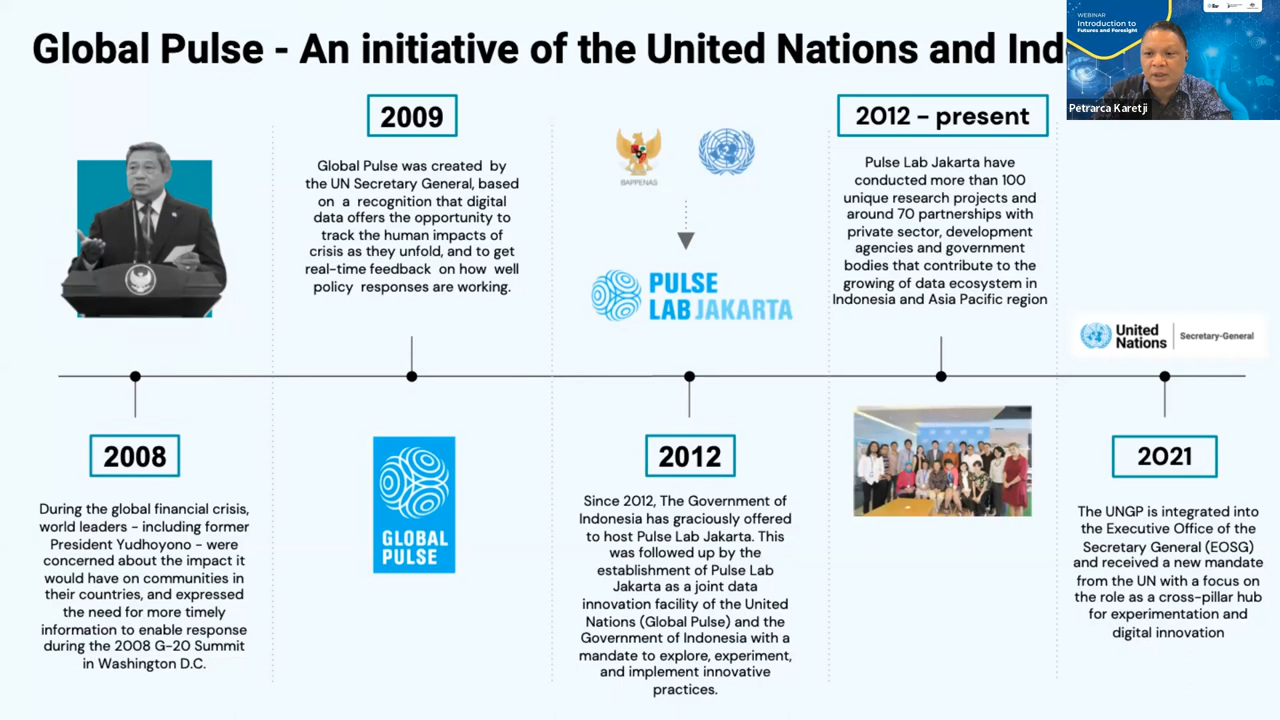 Global Pulse - An initiative of the United Nations and Ind
WEBINAR
Introduction to
Futures and Foresight
Petrarca Karetji
2008
During the global financial crisis,
world leaders - including former
President Yudhoyono - were
concerned about the impact it
would have on communities in
their countries, and expressed
the need for more timely
information to enable response
during the 2008 G-20 Summit
in Washington D.C.
2009
Global Pulse was created by
the UN Secretary General, based
on a recognition that digital
data offers the opportunity to
track the human impacts of
crisis as they unfold, and to get
real-time feedback on how well
policy responses are working.
GLOBAL
PULSE
BAPPENAS
PULSE
LAB JAKARTA
2012
Since 2012, The Government of
Indonesia has graciously offered
to host Pulse Lab Jakarta. This
was followed up by the
establishment of Pulse Lab
Jakarta as a joint data
innovation facility of the United
Nations (Global Pulse) and the
Government of Indonesia with a
mandate to explore, experiment,
and implement innovative
practices.
2012 - present
Pulse Lab Jakarta have
conducted more than 100
unique research projects and
around 70 partnerships with
private sector, development
agencies and government
bodies that contribute to the
growing of data ecosystem in
Indonesia and Asia Pacific region
United
Nations
Secretary-General
2021
The UNGP is integrated into
the Executive Office of the
Secretary General (EOSG)
and received a new mandate
from the UN with a focus on
the role as a cross-pillar hub
for experimentation and
digital innovation